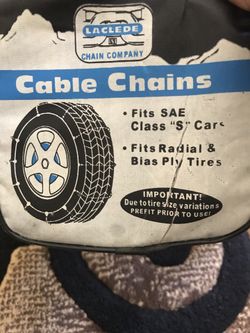 LACLEDE
CHAIN COMPANY
Cable Chains
• Fits SAE
Class "S" Cars
• Fits Radial &
Bias Ply Tires
IMPORTANT!
Due to tire size variations
PREFIT PRIOR TO USE!